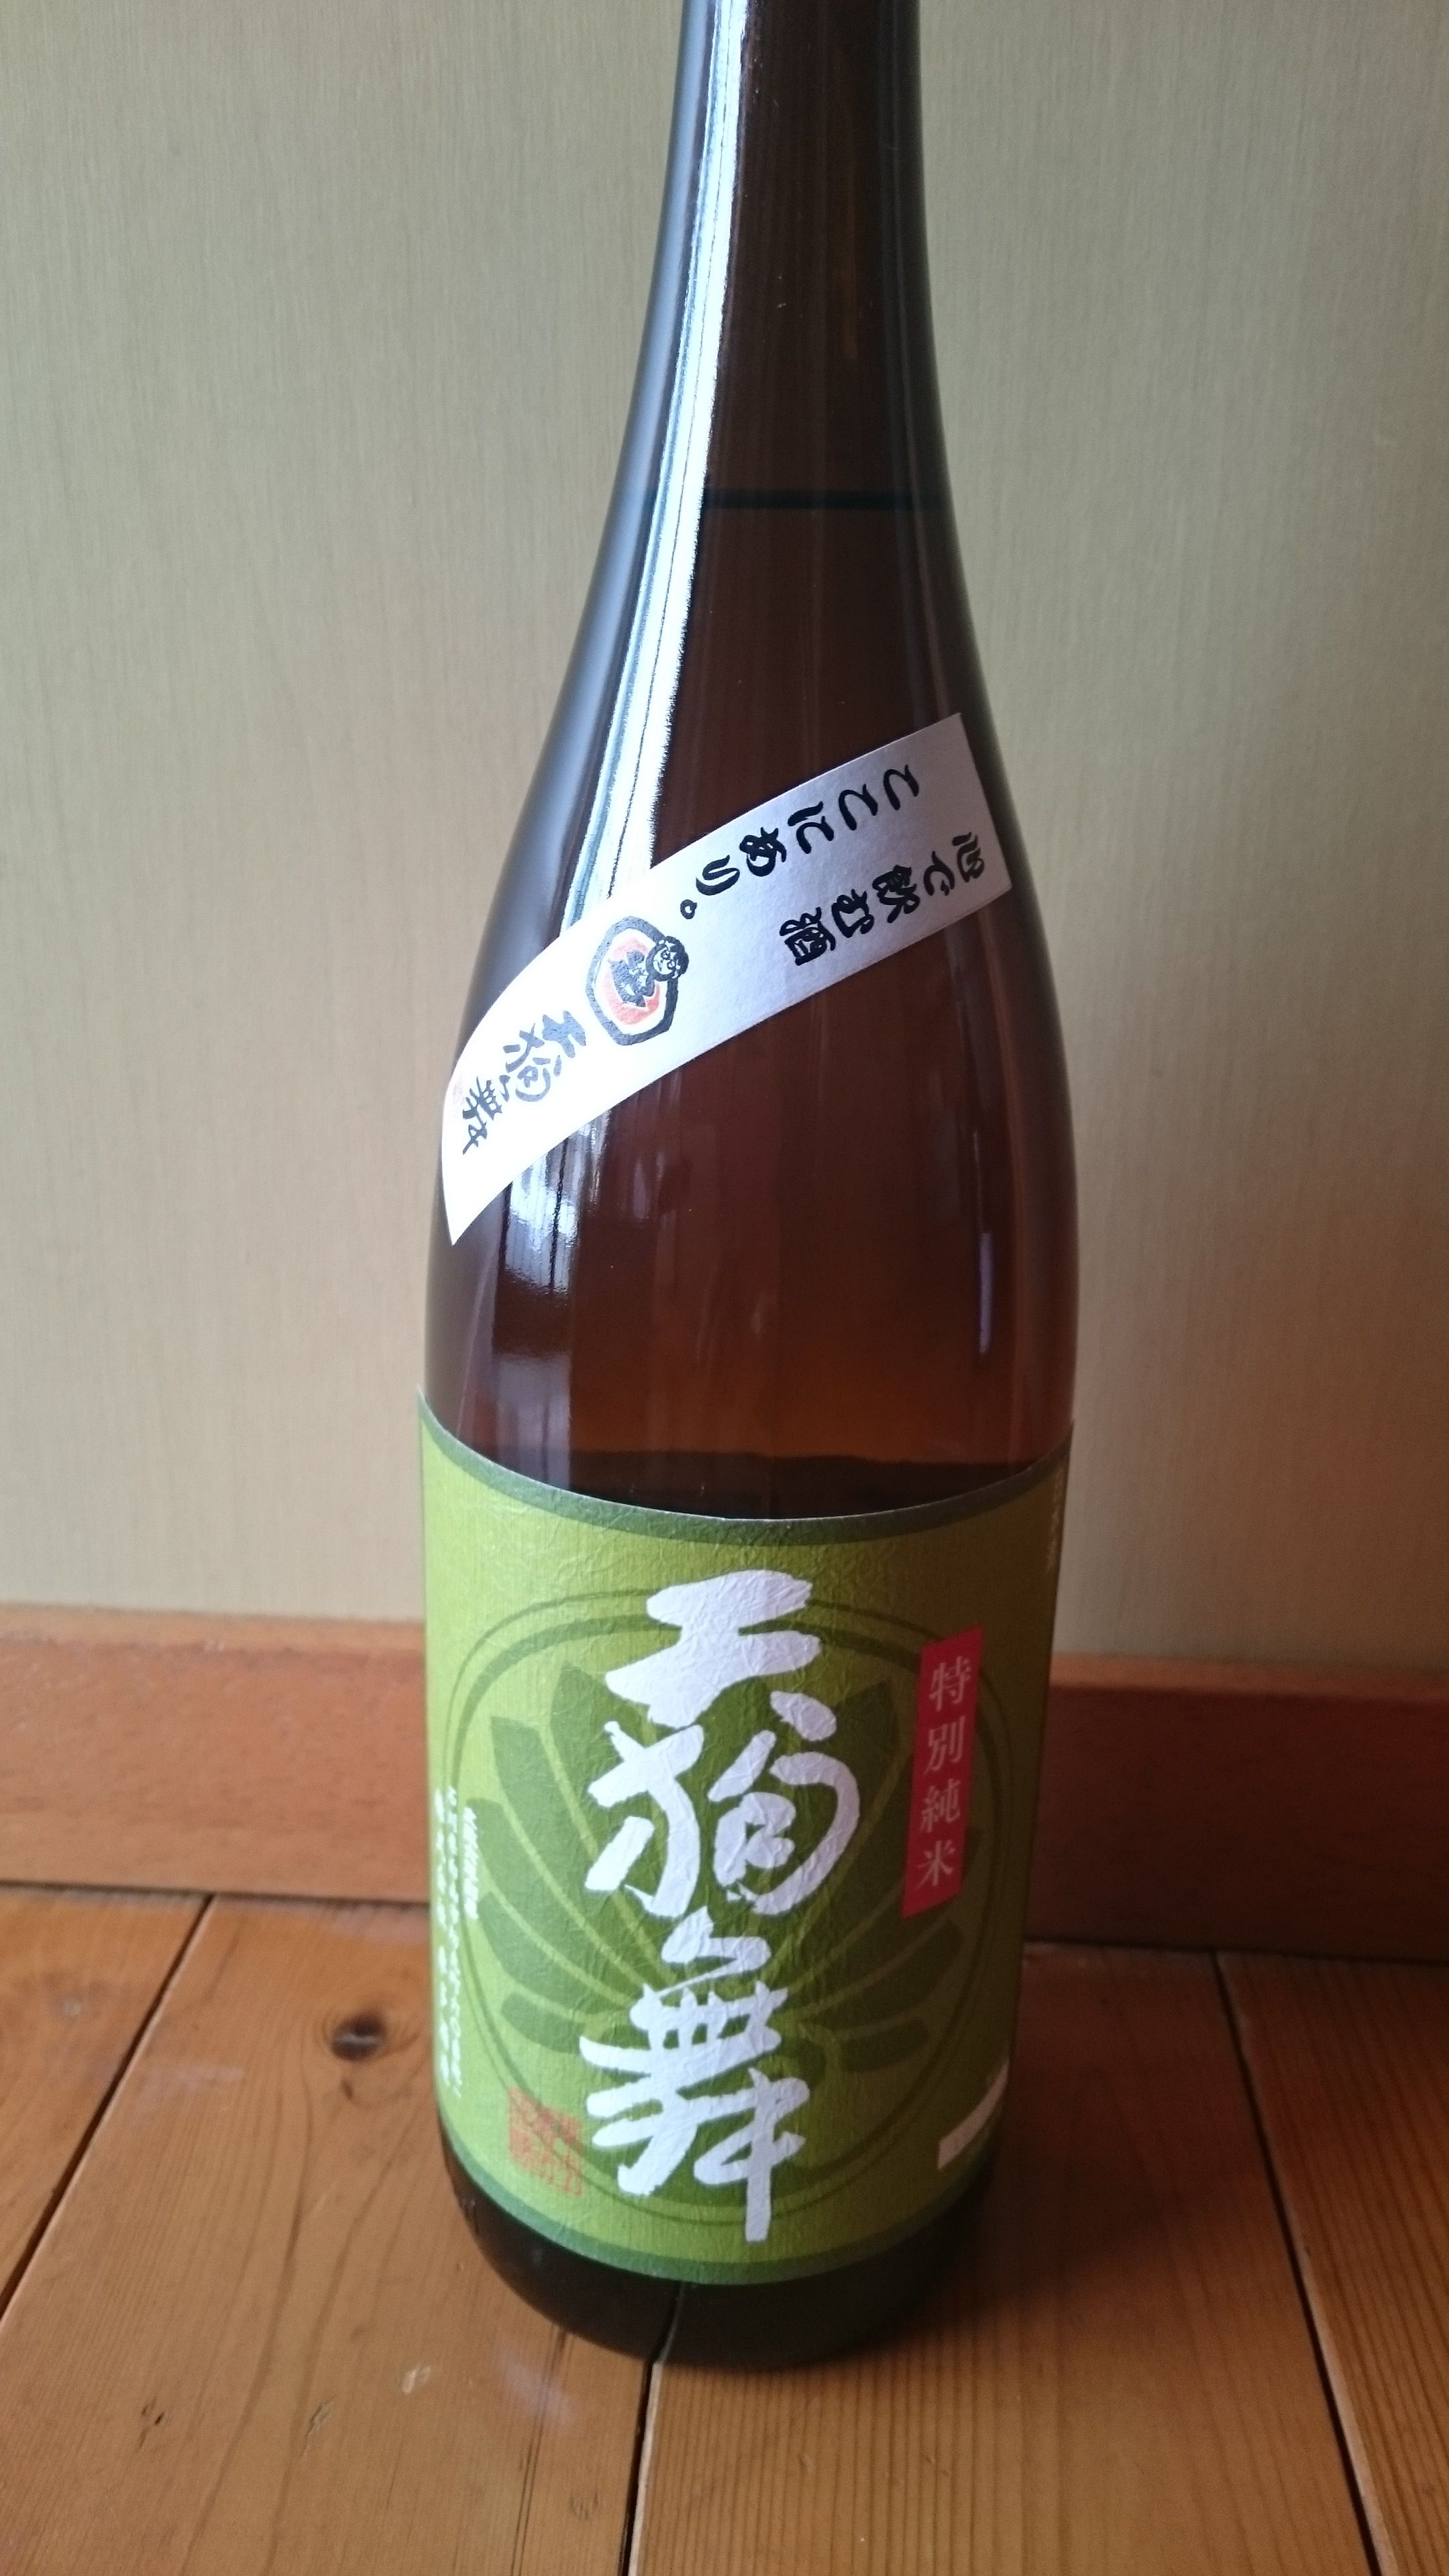 心で飲む酒
ここにあり。
天狗舞
特別純米
天狗舞